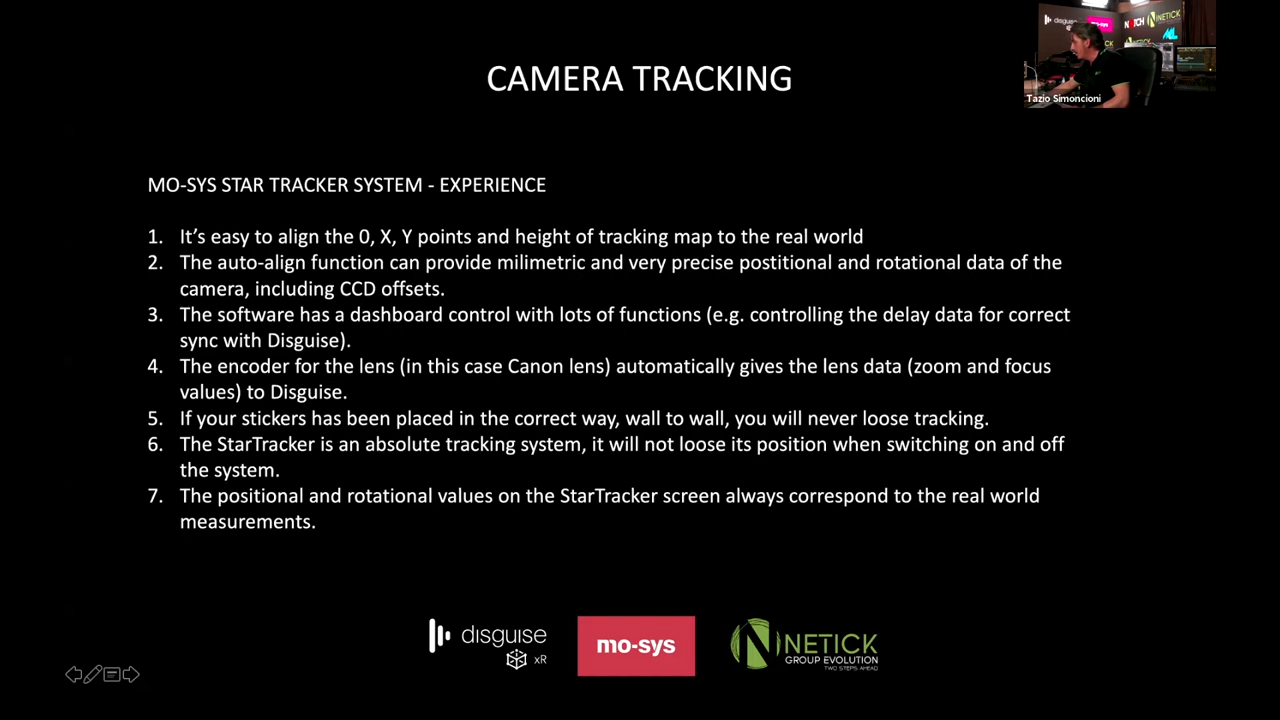 disguise
NOTCH
NETICK
CAMERA TRACKING
Tazio Simoncioni
MO-SYS STAR TRACKER SYSTEM - EXPERIENCE
1. It's easy to align the 0, X, Y points and height of tracking map to the real world
2. The auto-align function can provide milimetric and very precise postitional and rotational data of the
camera, including CCD offsets.
3. The software has a dashboard control with lots of functions (e.g. controlling the delay data for correct
sync with Disguise).
4. The encoder for the lens (in this case Canon lens) automatically gives the lens data (zoom and focus
values) to Disguise.
5. If your stickers has been placed in the correct way, wall to wall, you will never loose tracking.
6. The StarTracker is an absolute tracking system, it will not loose its position when switching on and off
the system.
7. The positional and rotational values on the StarTracker screen always correspond to the real world
measurements.
disguise
xR
mo-sys
NETICK
GROUP EVOLUTION
TWO STEPS AHEAD